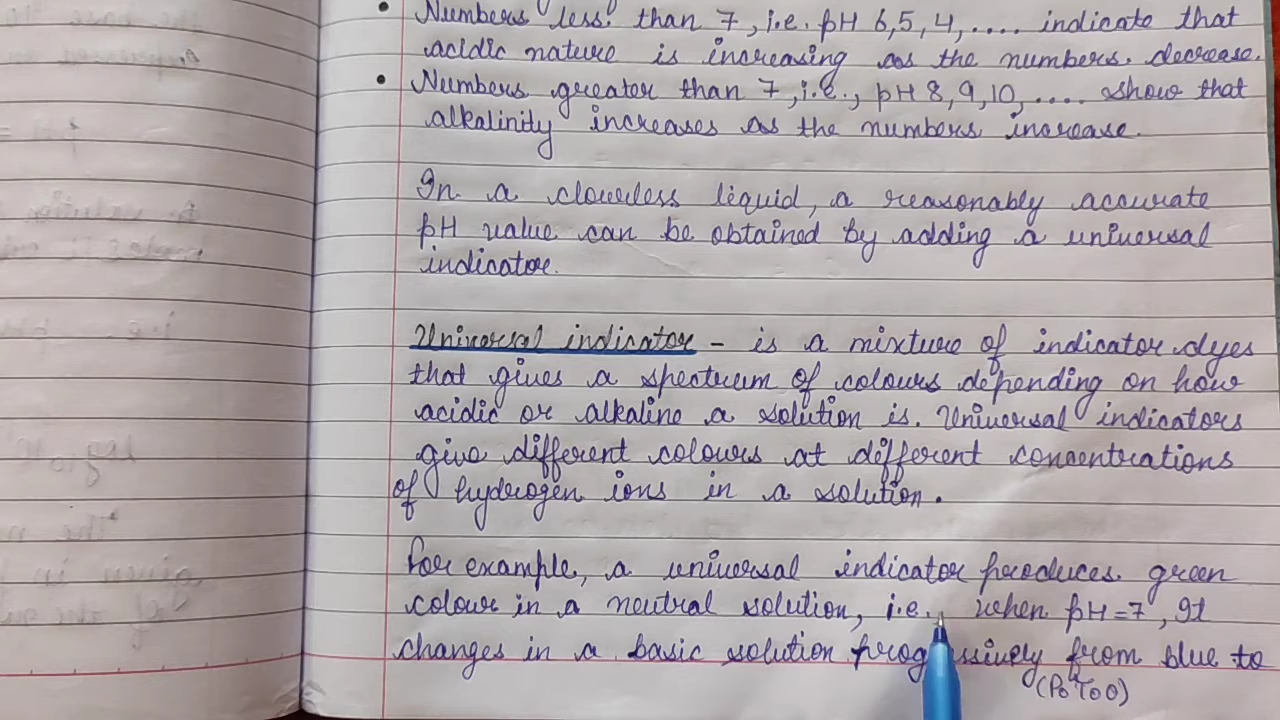 • Numbers less than 7, i.e. pH 6,5,4,.... indicate that
acidic nature is increasing as the numbers. decrease.
• Numbers greater than 7, i.e., pH 8,9,10, .... show that
alkalinity increases as the numbers increase.
In a clourless liquid, a reasonably accurate
pH value can be obtained by adding a universal
indicator.
Universal indicator - is a mixture of indicator dyes
that gives a spectrum of colours depending on how
acidic or alkaline a solution is. Universal indicators
give different colours at different concentrations
of hydrogen ions in a solution.
For example, a universal indicator produces green
colour in a neutral solution, i.e., when pH = 7, It
changes in a basic solution progressively from blue to
(P.T.O)